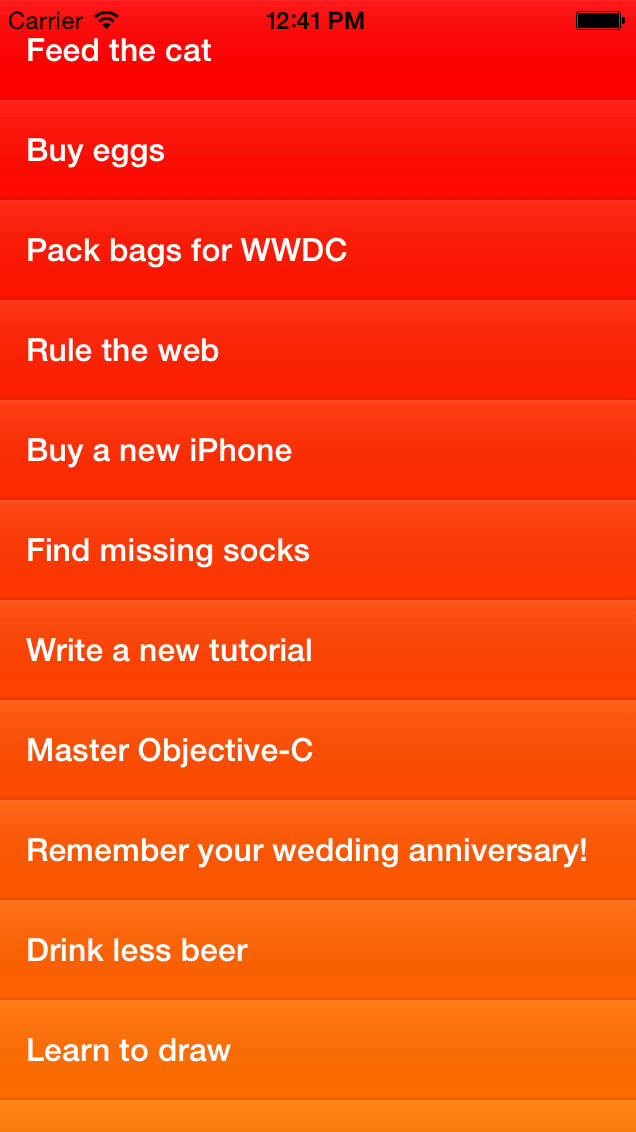 Carrier 12:41 PM
Feed the cat
Buy eggs
Pack bags for WWDC
Rule the web
Buy a new iPhone
Find missing socks
Write a new tutorial
Master Objective-C
Remember your wedding anniversary!
Drink less beer
Learn to draw